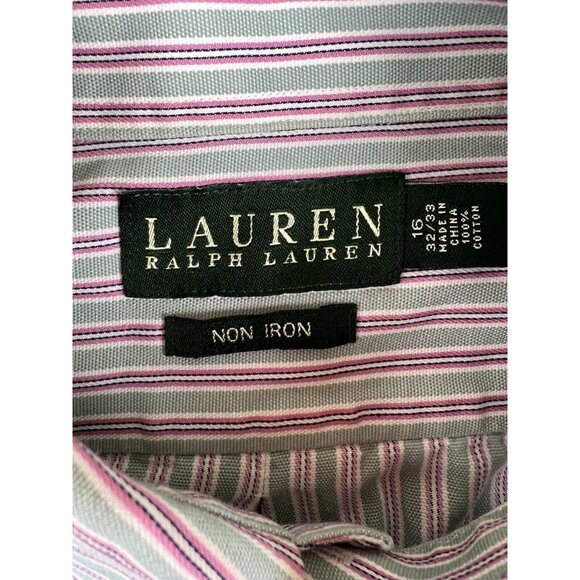 LAUREN
RALPH LAUREN
16
32/33
MADE IN
CHINA
100%
COTTON
NON IRON